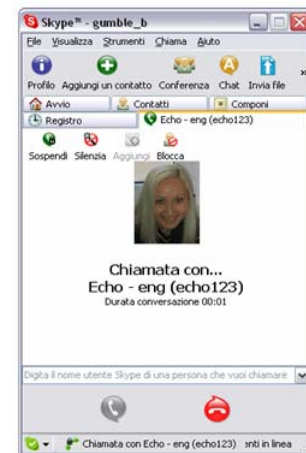 Skype™ - gumble_b
File Visualizza Strumenti Chiama Aiuto
Profilo Aggiungi un contatto Conferenza Chat Invia file
Avvio Contatti Componi
Registro Echo - eng (echo123)
Sospendi Silenzia Aggiungi Blocca
Chiamata con...
Echo - eng (echo123)
Durata conversazione 00:01
Digita il nome utente Skype di una persona che vuoi chiamare
Chiamata con Echo - eng (echo123) nti in linea